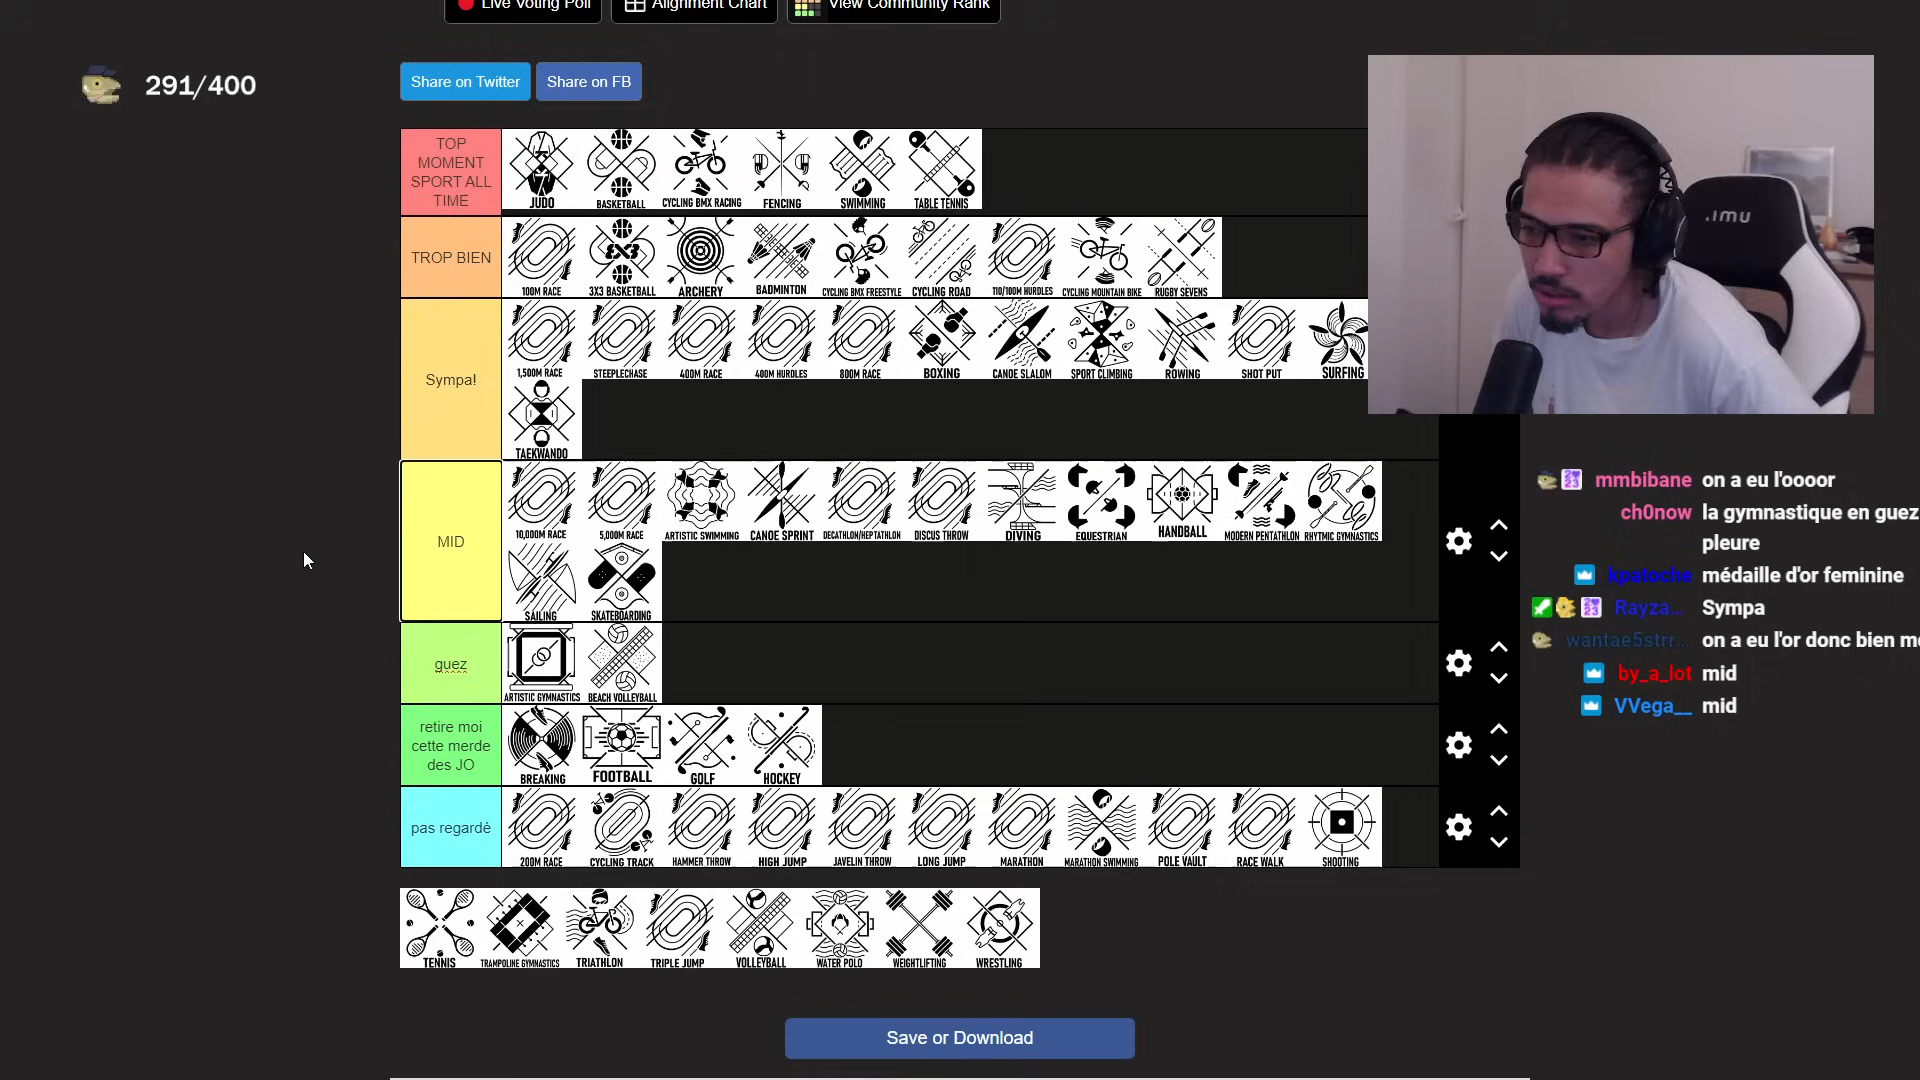 Live Voting Poll
Alignment Chart
View Community Rank
291/400
Share on Twitter
Share on FB
TOP
MOMENT
SPORT ALL
TIME
JUDO
BASKETBALL
CYCLING BMX RACING
FENCING
SWIMMING
TABLE TENNIS
TROP BIEN
100M RACE
3X3
3X3 BASKETBALL
ARCHERY
BADMINTON
CYCLING BMX FREESTYLE
CYCLING ROAD
110/100M HURDLES
CYCLING MOUNTAIN BIKE
RUGBY SEVENS
Sympa!
1,500M RACE
STEEPLECHASE
400M RACE
400M HURDLES
800M RACE
BOXING
CANOE SLALOM
SPORT CLIMBING
ROWING
SHOT PUT
SURFING
TAEKWANDO
MID
10,000M RACE
5,000M RACE
ARTISTIC SWIMMING
CANOE SPRINT
DECATHLON/HEPTATHLON
DISCUS THROW
DIVING
EQUESTRIAN
HANDBALL
MODERN PENTATHLON
RHYTMIC GYMNASTICS
SAILING
SKATEBOARDING
guez
ARTISTIC GYMNASTICS
BEACH VOLLEYBALL
retire moi
cette merde
des JO
BREAKING
FOOTBALL
GOLF
HOCKEY
pas regardé
200M RACE
CYCLING TRACK
HAMMER THROW
HIGH JUMP
JAVELIN THROW
LONG JUMP
MARATHON
MARATHON SWIMMING
POLE VAULT
RACE WALK
SHOOTING
TENNIS
TRAMPOLINE GYMNASTICS
TRIATHLON
TRIPLE JUMP
VOLLEYBALL
WATER POLO
WEIGHTLIFTING
WRESTLING
Save or Download
.IMU
mmbibane on a eu l'oooor
ch0now la gymnastique en guez
pleure
kpatoche médaille d'or feminine
Rayza... Sympa
wantae5strr... on a eu l'or donc bien
by_a_lot mid
VVega__ mid